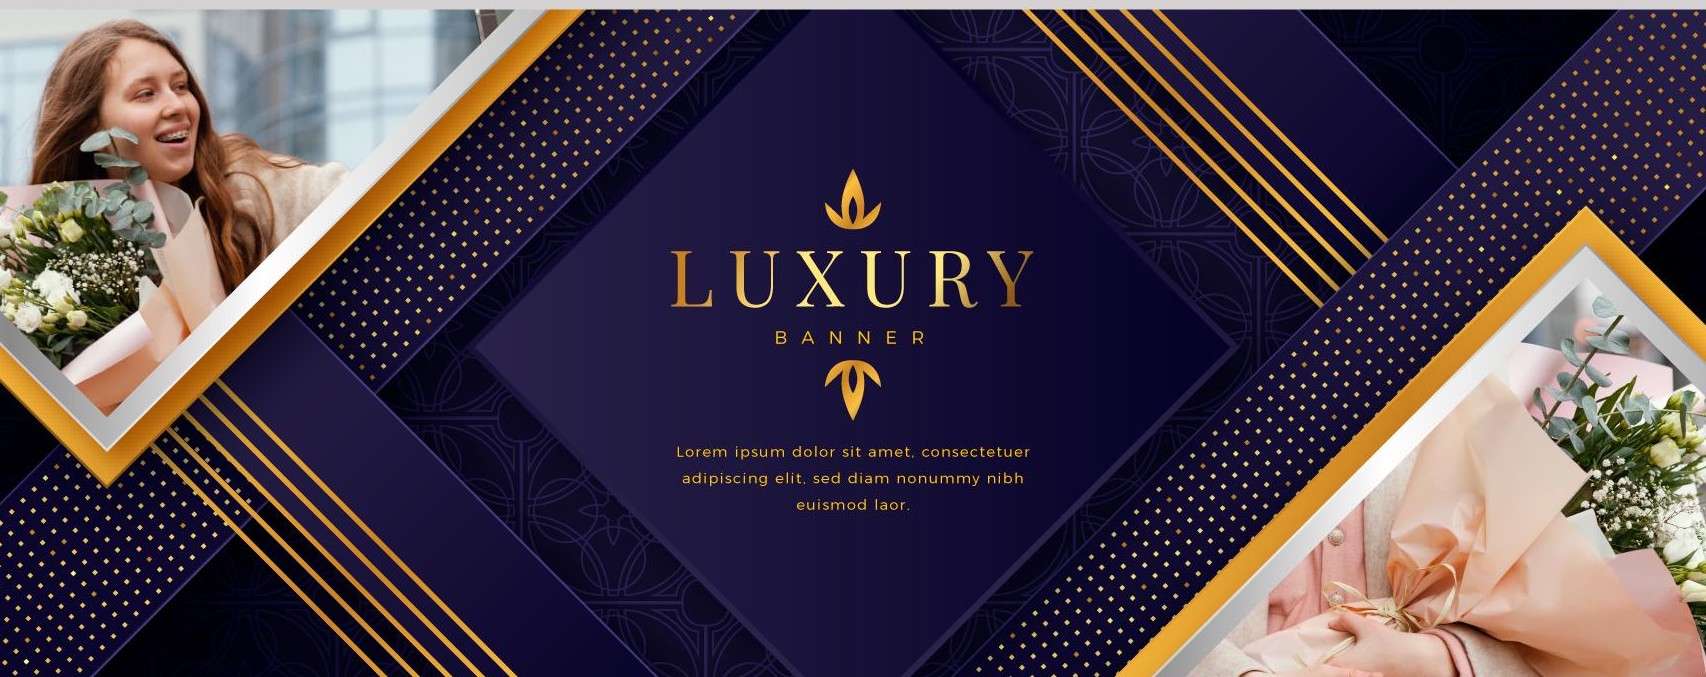 LUXURY
BANNER
Lorem ipsum dolor sit amet, consectetuer
adipiscing elit, sed diam nonummy nibh
euismod laor.